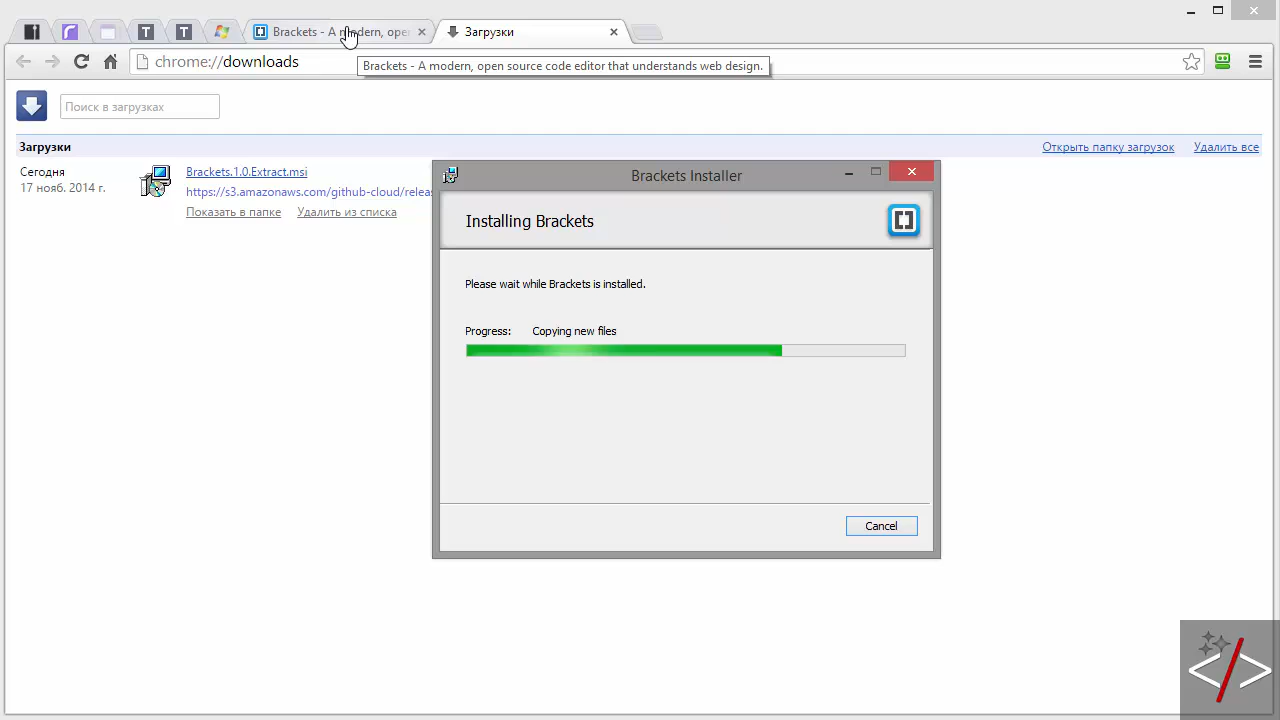 Brackets - A modern, oper
Загрузки
chrome://downloads
Brackets - A modern, open source code editor that understands web design.
Поиск в загрузках
Загрузки
Открыть папку загрузок
Удалить все
Сегодня
17 нояб. 2014 г.
Brackets.1.0.Extract.msi
https://s3.amazonaws.com/github-cloud/relea
Показать в папке
Удалить из списка
Brackets Installer
Installing Brackets
Please wait while Brackets is installed.
Progress: Copying new files
Cancel